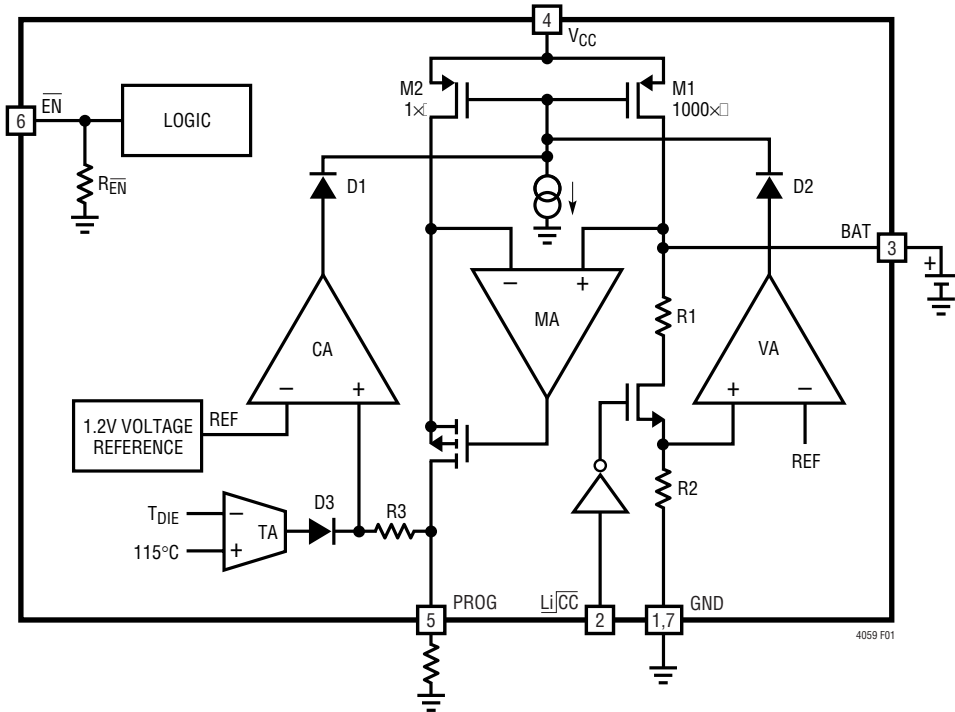 4
VCC
M2
1×
M1
1000×
6
EN
LOGIC
REN
D1
D2
BAT
3
+
– +
MA
R1
CA
– +
VA
+ –
1.2V VOLTAGE
REFERENCE
REF
REF
R2
TDIE
–
TA
D3
R3
115°C
+
PROG
5
Li CC
2
1,7
GND
4059 F01